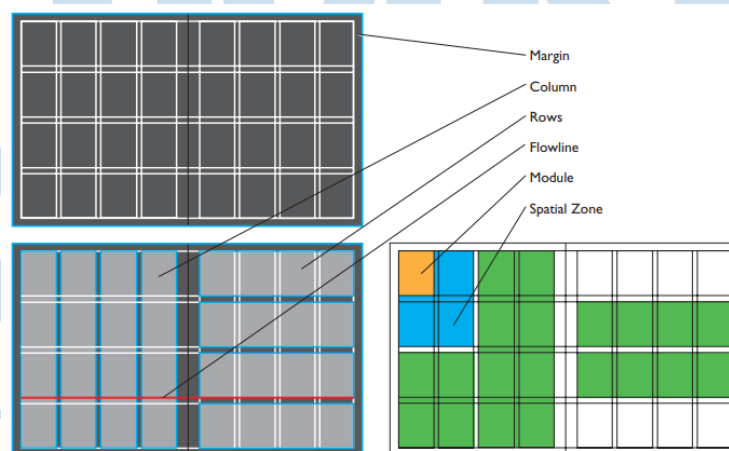 Margin
Column
Rows
Flowline
Module
Spatial Zone